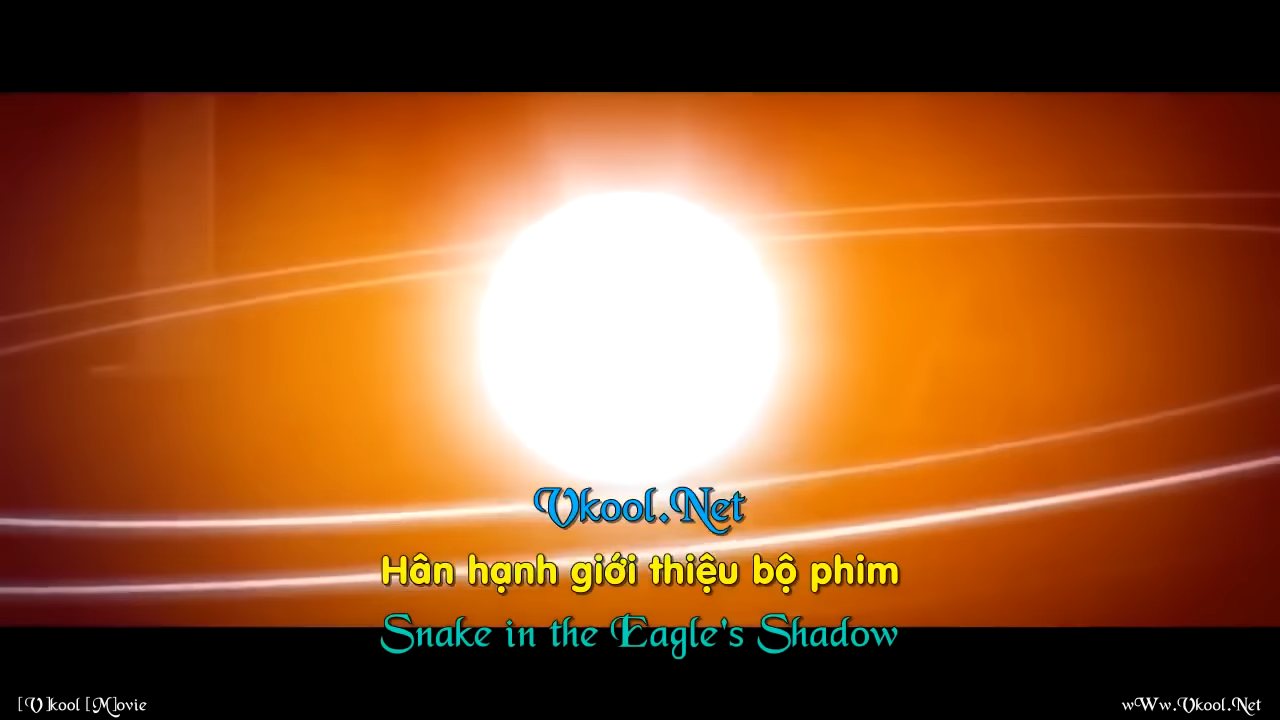 Vkool.Net
Hân hạnh giới thiệu bộ phim
Snake in the Eagle's Shadow
[V]kool [M]ovie
wWw.Vkool.Net